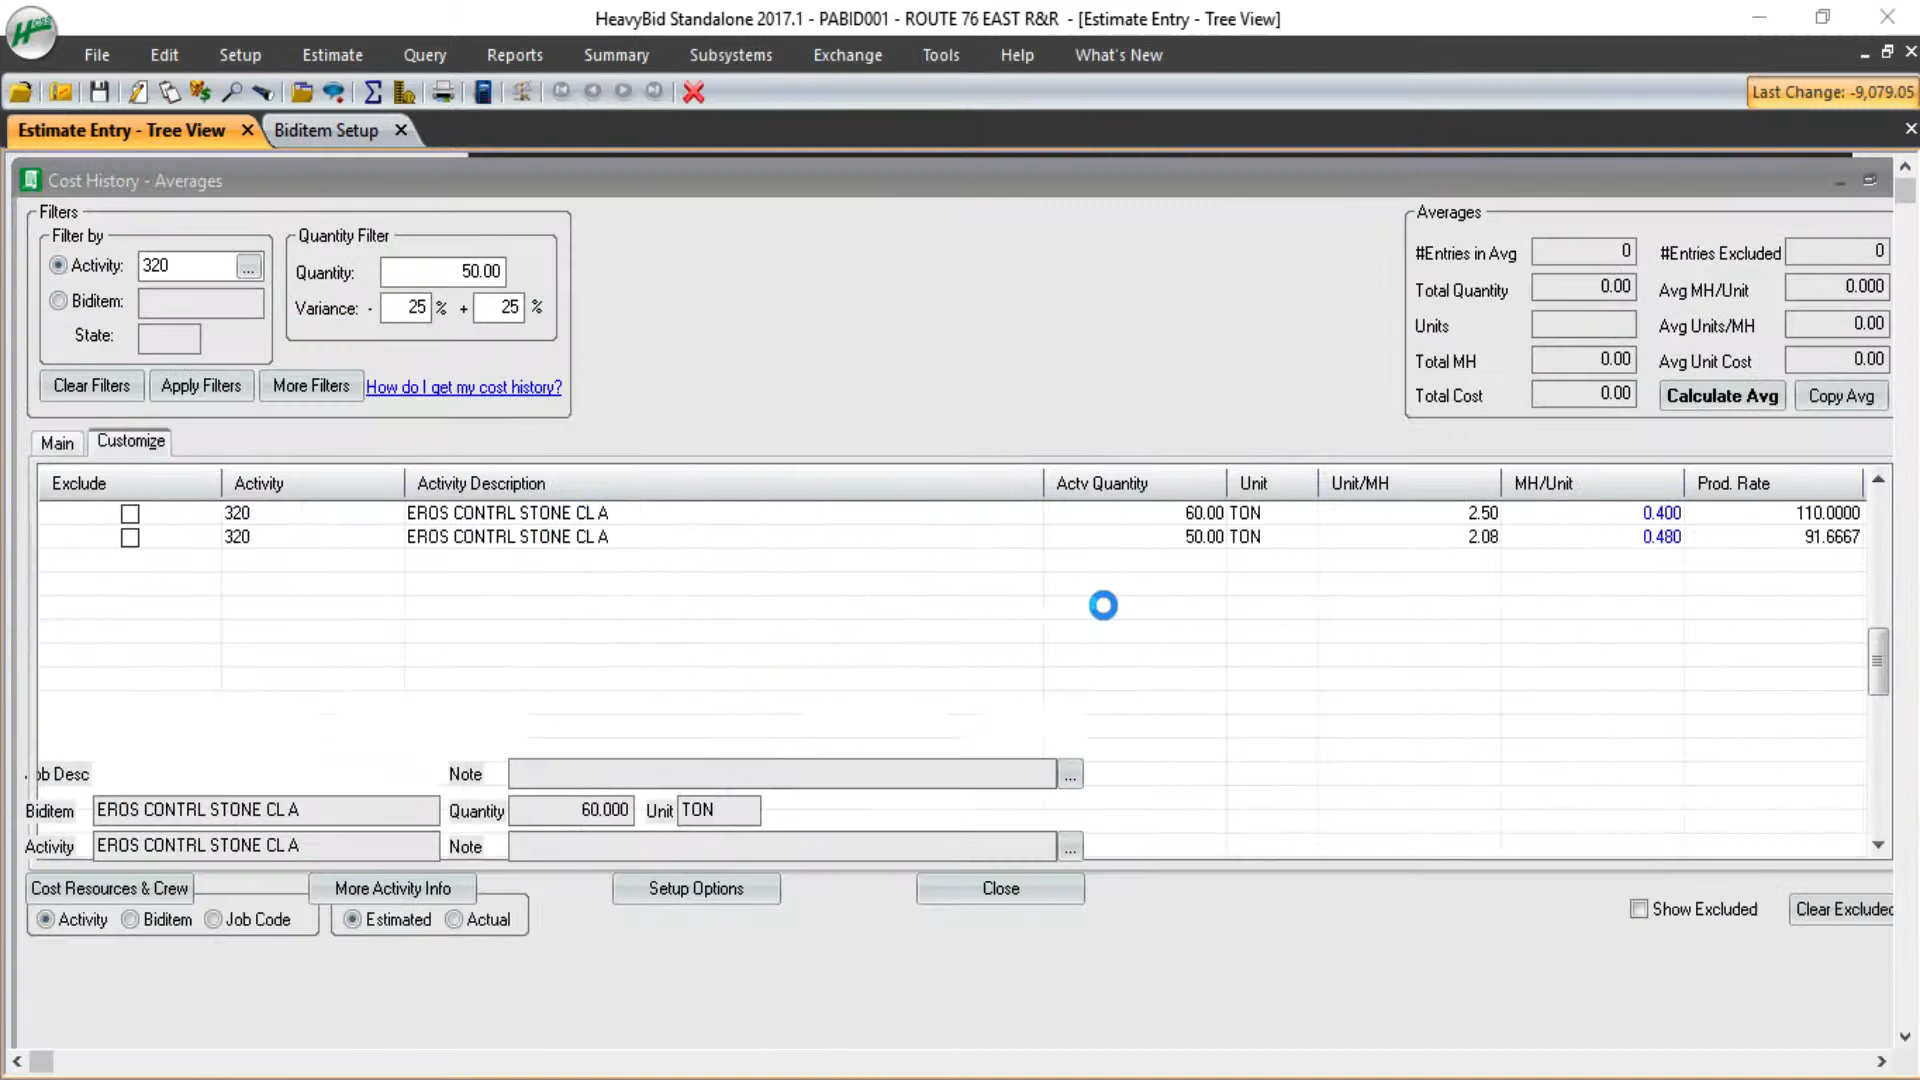 HeavyBid Standalone 2017.1 - PABID001 - ROUTE 76 EAST R&R - [Estimate Entry - Tree View]
File Edit Setup Estimate Query Reports Summary Subsystems Exchange Tools Help What's New
Last Change: -9,079.05
Estimate Entry - Tree View Biditem Setup
Cost History - Averages
Filters
Filter by Quantity Filter
Activity: 320 ...
Quantity: 50.00
Biditem:
Variance: - 25 % + 25 %
State:
Clear Filters Apply Filters More Filters How do I get my cost history?
Averages
#Entries in Avg 0 #Entries Excluded 0
Total Quantity 0.00 Avg MH/Unit 0.000
Units Avg Units/MH 0.00
Total MH 0.00 Avg Unit Cost 0.00
Total Cost 0.00 Calculate Avg Copy Avg
Main Customize
Exclude Activity Activity Description Actv Quantity Unit Unit/MH MH/Unit Prod. Rate
320 EROS CONTRL STONE CL A 60.00 TON 2.50 0.400 110.0000
320 EROS CONTRL STONE CL A 50.00 TON 2.08 0.480 91.6667
ob Desc Note ...
Biditem EROS CONTRL STONE CL A Quantity 60.000 Unit TON
Activity EROS CONTRL STONE CL A Note ...
Cost Resources & Crew More Activity Info Setup Options Close
Activity Biditem Job Code Estimated Actual
Show Excluded Clear Excluded